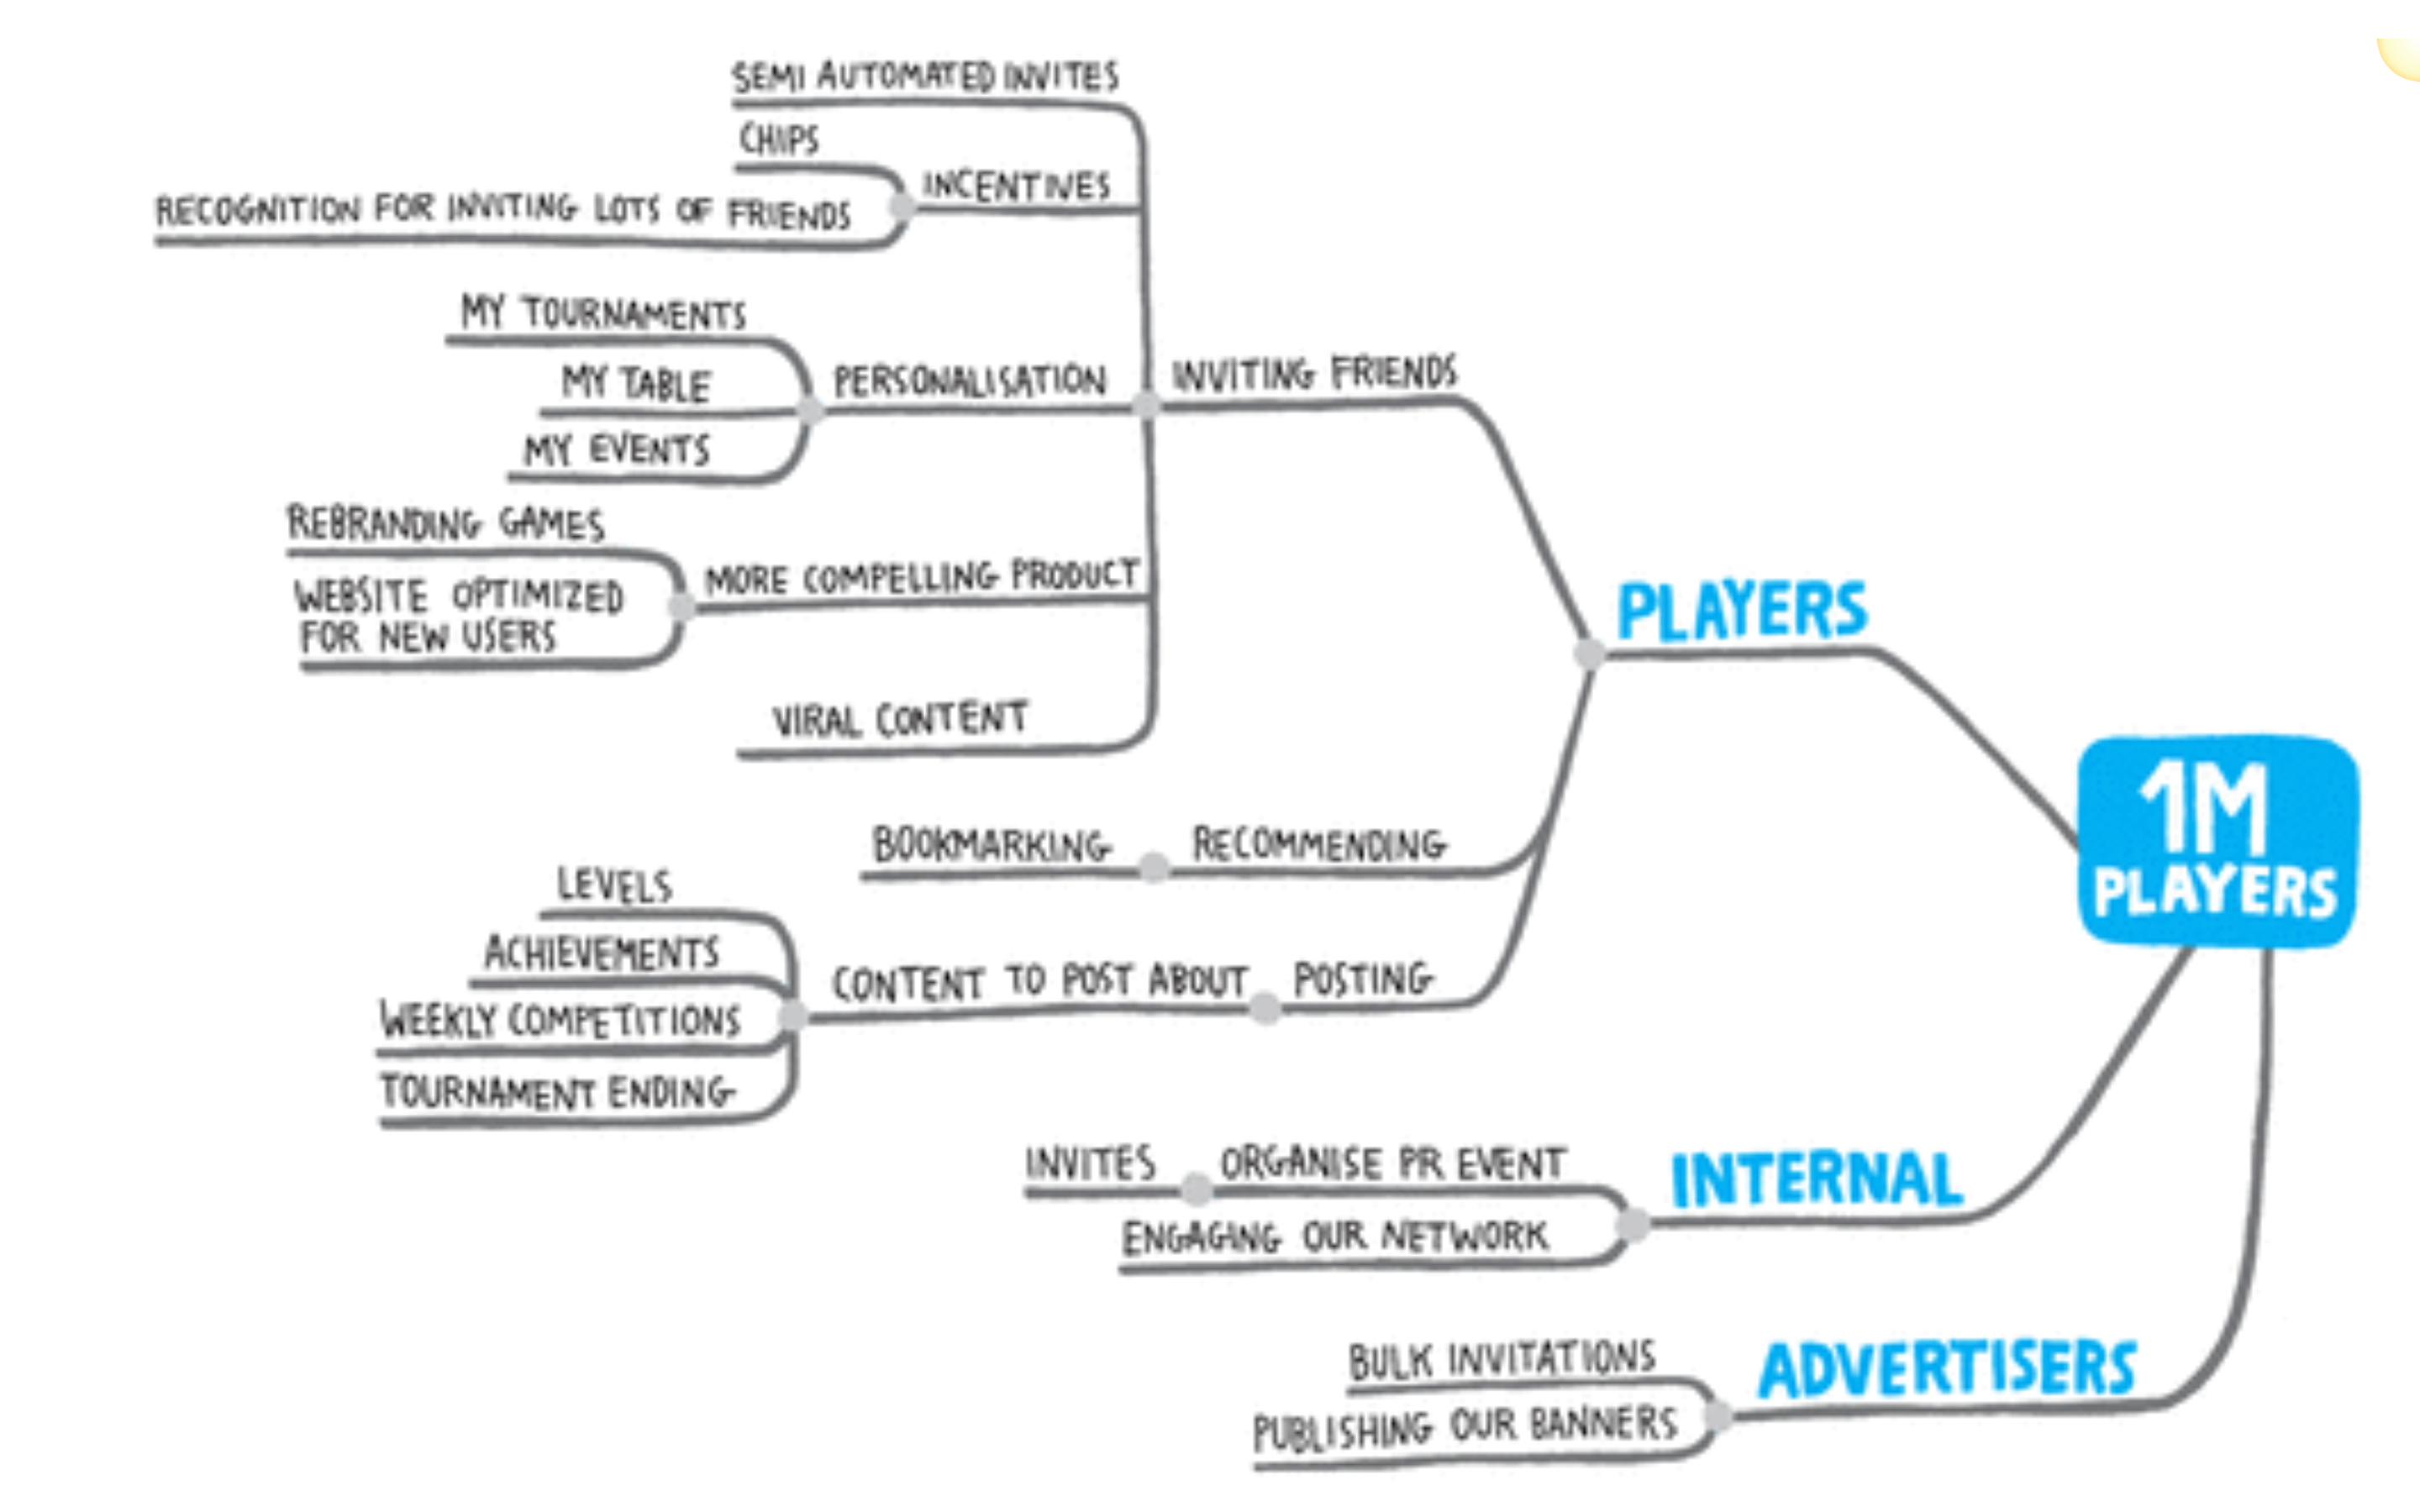 SEMI AUTOMATED INVITES
CHIPS
INCENTIVES
RECOGNITION FOR INVITING LOTS OF FRIENDS
MY TOURNAMENTS
MY TABLE
PERSONALISATION
INVITING FRIENDS
MY EVENTS
REBRANDING GAMES
MORE COMPELLING PRODUCT
WEBSITE OPTIMIZED
FOR NEW USERS
PLAYERS
VIRAL CONTENT
1M
PLAYERS
BOOKMARKING
RECOMMENDING
LEVELS
ACHIEVEMENTS
CONTENT TO POST ABOUT
POSTING
WEEKLY COMPETITIONS
TOURNAMENT ENDING
INVITES
ORGANISE PR EVENT
INTERNAL
ENGAGING OUR NETWORK
BULK INVITATIONS
ADVERTISERS
PUBLISHING OUR BANNERS